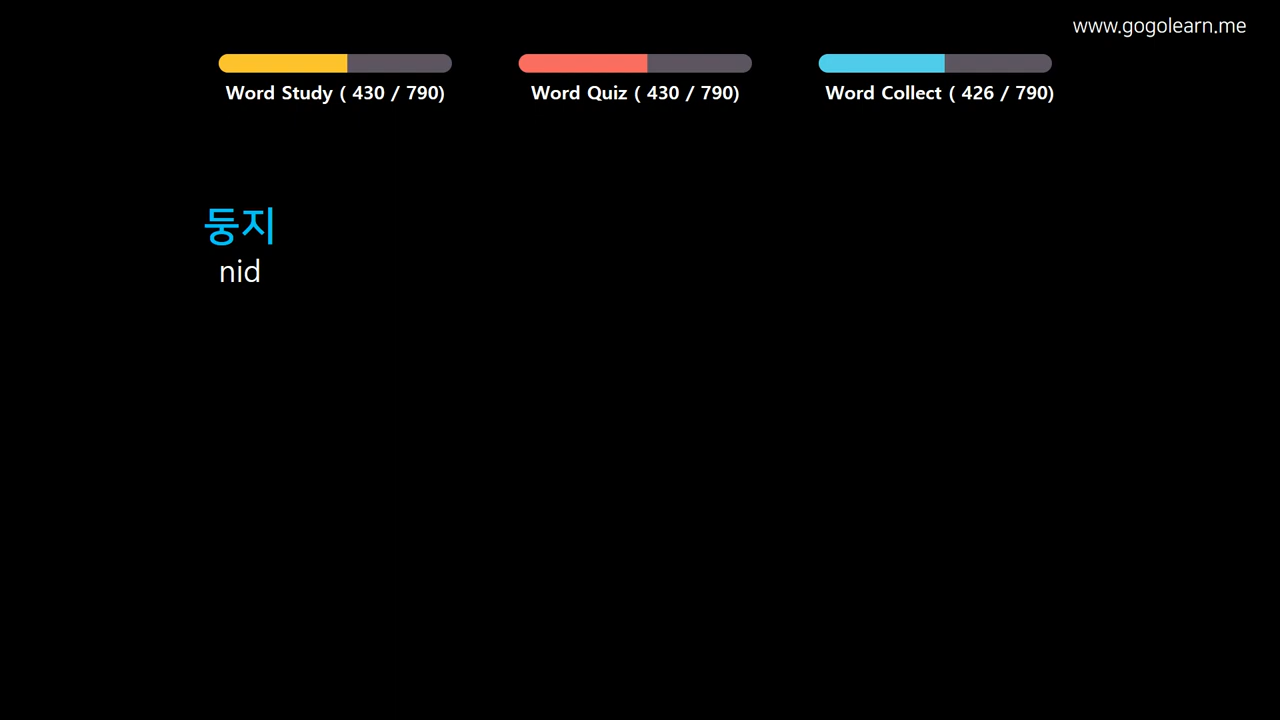 www.gogolearn.me
Word Study ( 430 / 790)
Word Quiz ( 430 / 790)
Word Collect ( 426 / 790)
둥지
nid